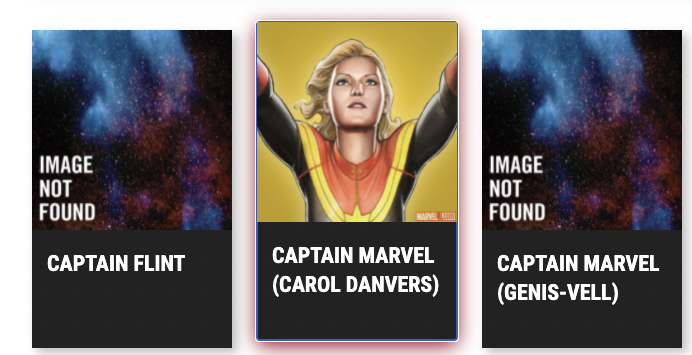 IMAGE
NOT
FOUND
CAPTAIN FLINT
MARVEL
CAPTAIN MARVEL
(CAROL DANVERS)
IMAGE
NOT
FOUND
CAPTAIN MARVEL
(GENIS-VELL)